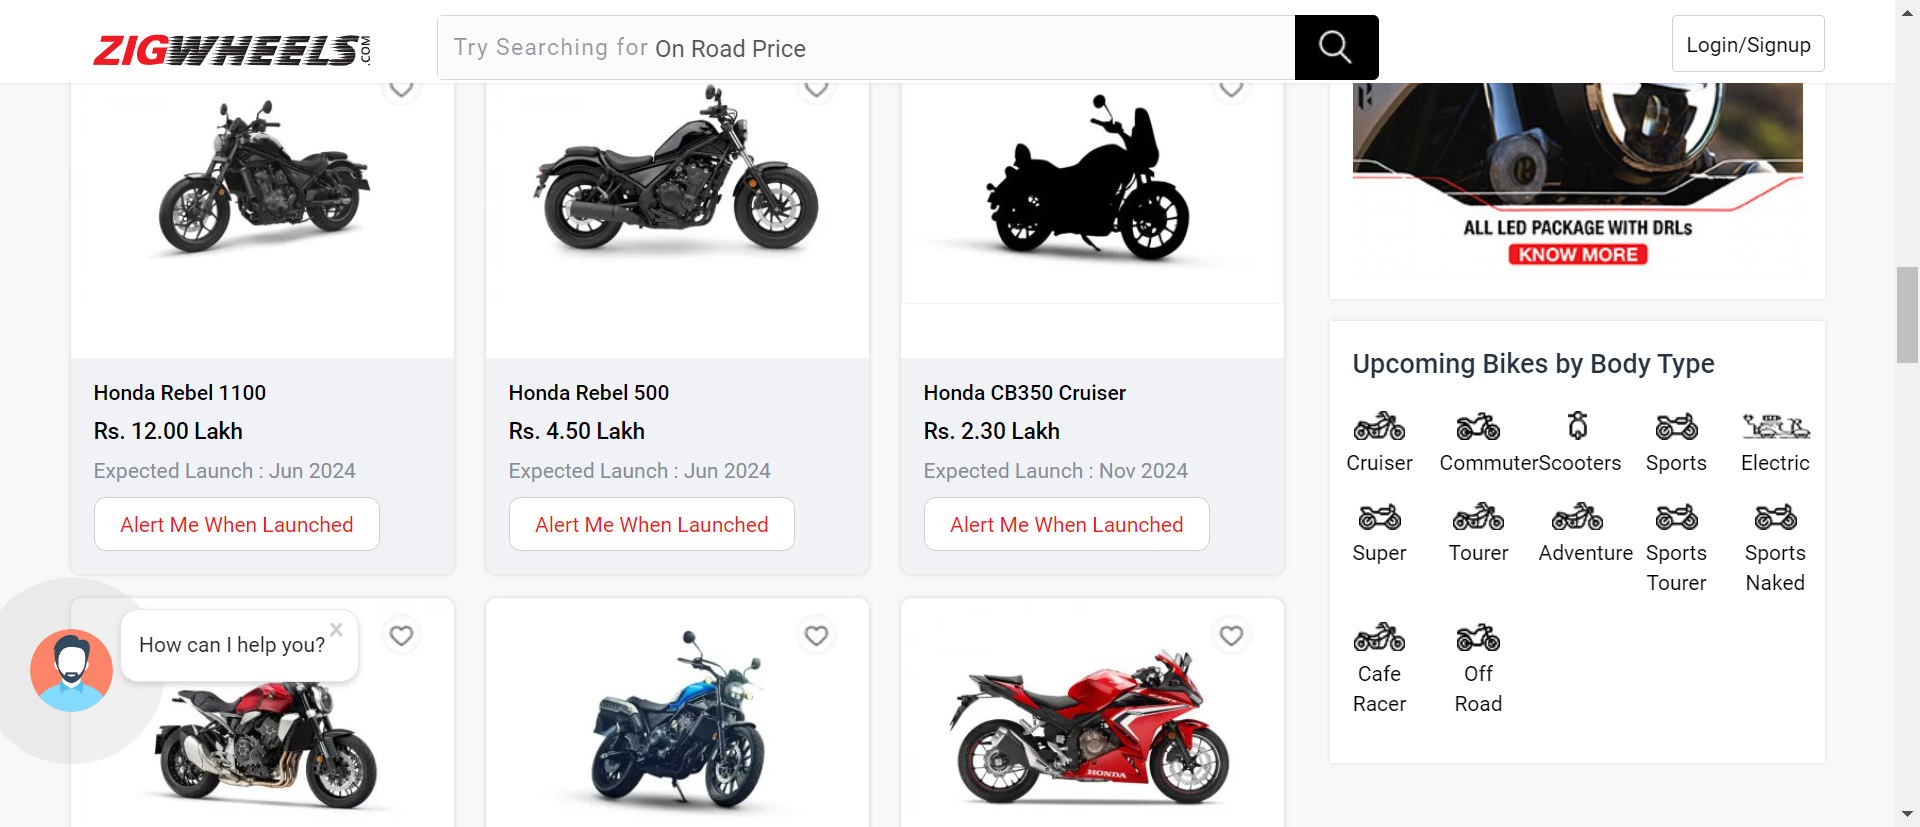 ZIGWHEELS.COM
Try Searching for On Road Price
Login/Signup
ALL LED PACKAGE WITH DRLs
KNOW MORE
Honda Rebel 1100
Rs. 12.00 Lakh
Expected Launch : Jun 2024
Alert Me When Launched
Honda Rebel 500
Rs. 4.50 Lakh
Expected Launch : Jun 2024
Alert Me When Launched
Honda CB350 Cruiser
Rs. 2.30 Lakh
Expected Launch : Nov 2024
Alert Me When Launched
Upcoming Bikes by Body Type
Cruiser
Commuter
Scooters
Sports
Electric
Super
Tourer
Adventure
Sports
Tourer
Sports
Naked
Cafe
Racer
Off
Road
How can I help you?
HONDA